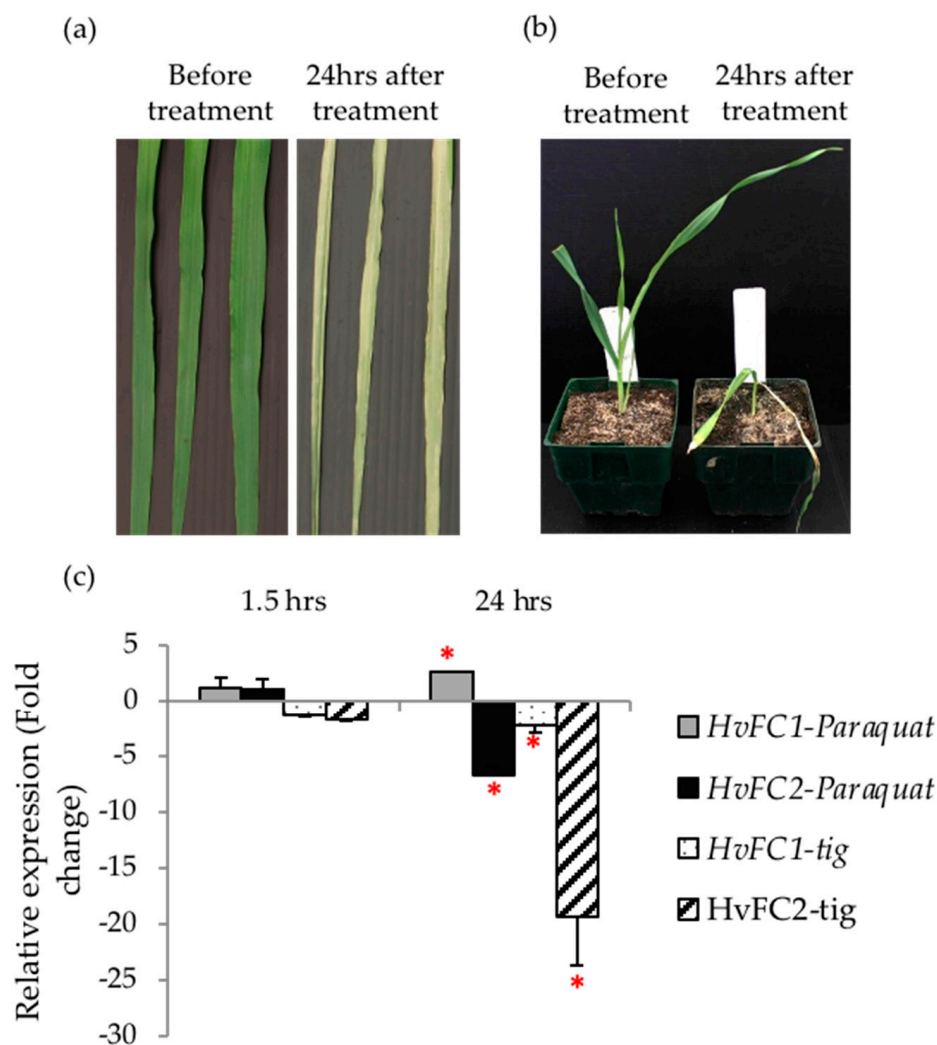 (a)
Before
treatment
24hrs after
treatment
(b)
Before
treatment
24hrs after
treatment
(c)
1.5 hrs
24 hrs
Relative expression (Fold
change)
5
0
-5
-10
-15
-20
-25
-30
*
*
*
*
HvFC1-Paraquat
HvFC2-Paraquat
HvFC1-tig
HvFC2-tig